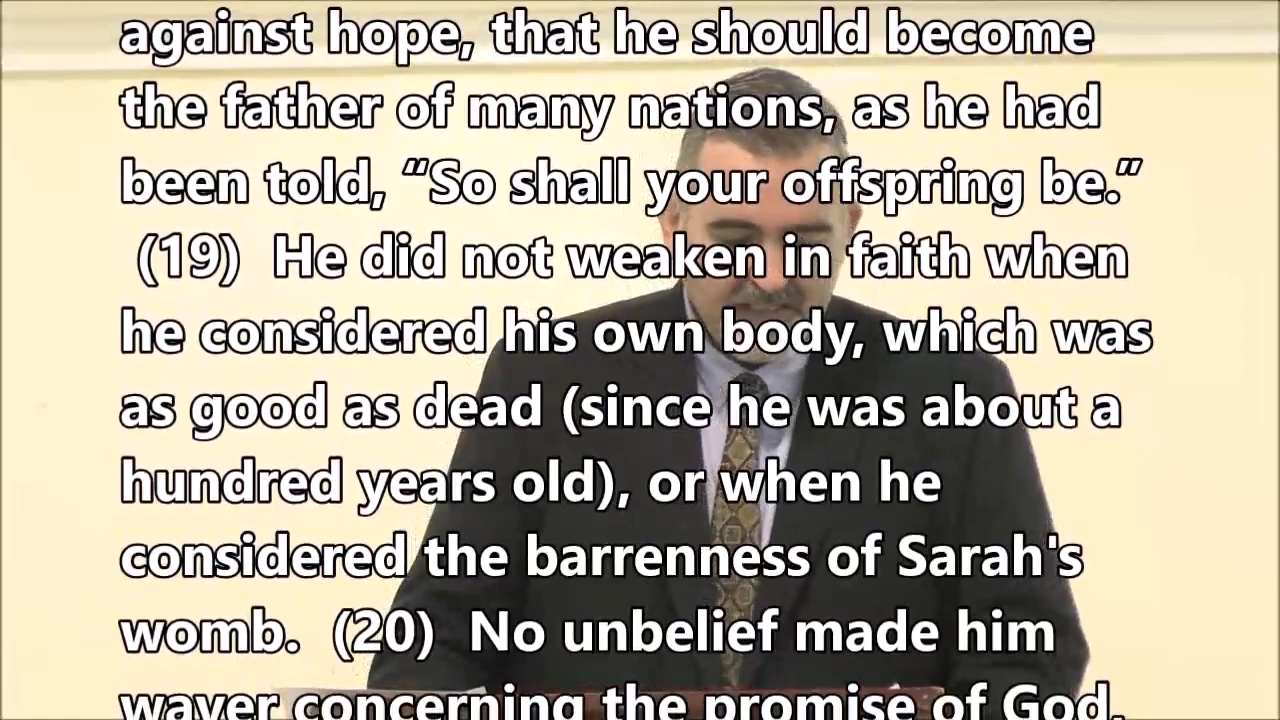 against hope, that he should become
the father of many nations, as he had
been told, “So shall your offspring be.”
(19) He did not weaken in faith when
he considered his own body, which was
as good as dead (since he was about a
hundred years old), or when he
considered the barrenness of Sarah's
womb. (20) No unbelief made him
waver concerning the promise of God,